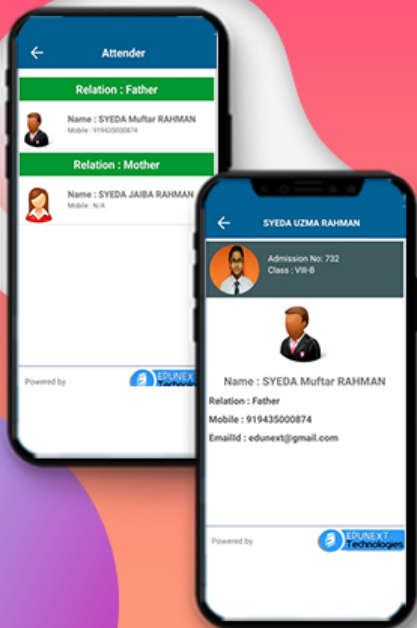 Attender
Relation : Father
Name : SYEDA Muftar RAHMAN
Mobile : 919435000874
Relation : Mother
Name : SYEDA JAIBA RAHMAN
Mobile : N/A
Powered by
EDUNEXT
SYEDA UZMA RAHMAN
Admission No: 732
Class : VIII-B
Name : SYEDA Muftar RAHMAN
Relation : Father
Mobile : 919435000874
EmailId : edunext@gmail.com
Powered by
EDUNEXT
Technologies